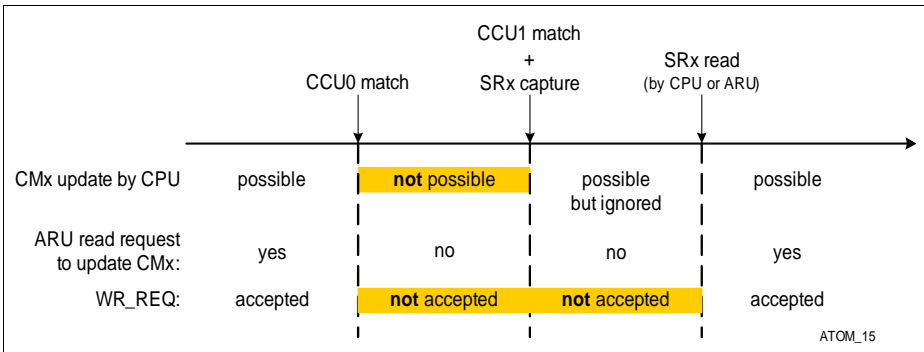 CCU1 match
+
SRx capture
SRx read
(by CPU or ARU)
CCU0 match
CMx update by CPU
possible
not possible
possible
but ignored
possible
ARU read request
to update CMx:
yes
no
no
yes
WR_REQ:
accepted
not accepted
not accepted
accepted
ATOM_15